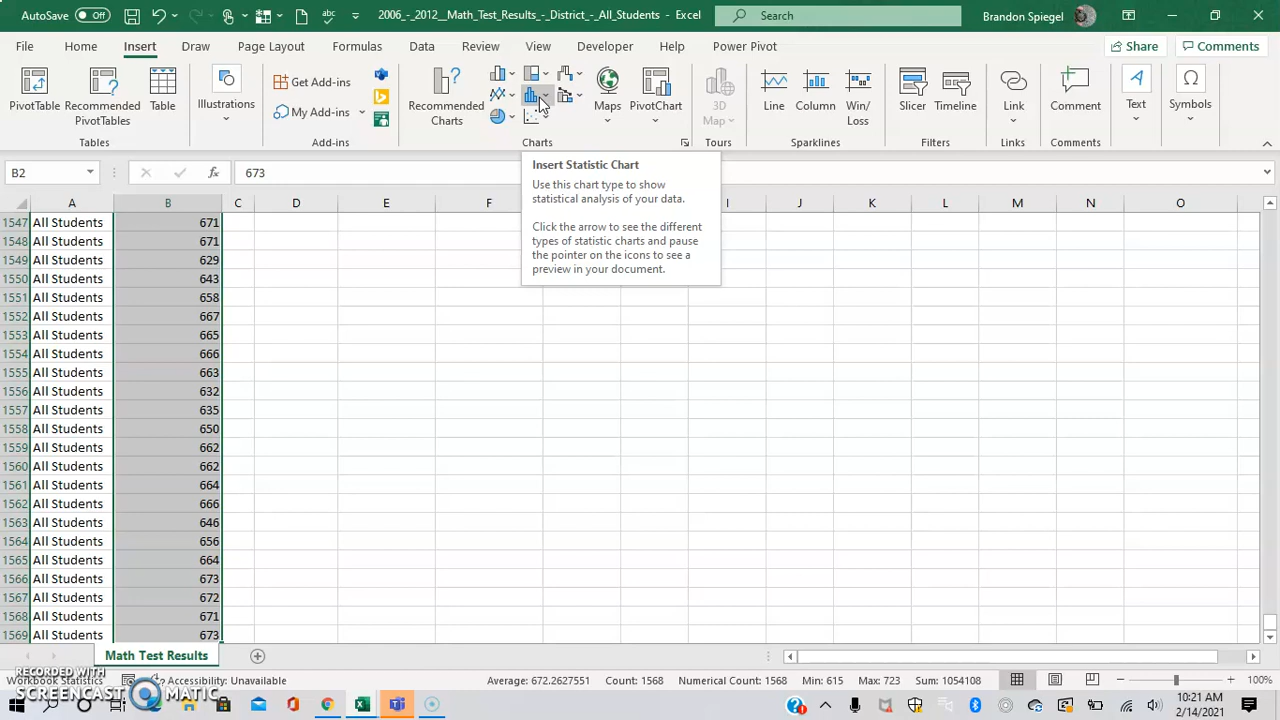 AutoSave Off 2006_-_2012__Math_Test_Results_-_District_-_All_Students - Excel Search Brandon Spiegel
File Home Insert Draw Page Layout Formulas Data Review View Developer Help Power Pivot Share Comments
PivotTable Recommended PivotTables Table Illustrations Get Add-ins My Add-ins Recommended Charts Maps PivotChart 3D Map Line Column Win/Loss Slicer Timeline Link Comment Text Symbols
Tables Add-ins Charts Tours Sparklines Filters Links Comments
B2 fx 673
Insert Statistic Chart
Use this chart type to show
statistical analysis of your data.
Click the arrow to see the different
types of statistic charts and pause
the pointer on the icons to see a
preview in your document.
A B C D E F I J K L M N O
1547 All Students 671
1548 All Students 671
1549 All Students 629
1550 All Students 643
1551 All Students 658
1552 All Students 667
1553 All Students 665
1554 All Students 666
1555 All Students 663
1556 All Students 632
1557 All Students 635
1558 All Students 650
1559 All Students 662
1560 All Students 662
1561 All Students 664
1562 All Students 666
1563 All Students 646
1564 All Students 656
1565 All Students 664
1566 All Students 673
1567 All Students 672
1568 All Students 671
1569 All Students 673
Math Test Results
Workbook Statistics Accessibility: Unavailable Average: 672.2627551 Count: 1568 Numerical Count: 1568 Min: 615 Max: 723 Sum: 1054108 100%
RECORDED WITH
SCREENCAST MATIC
10:21 AM
2/14/2021